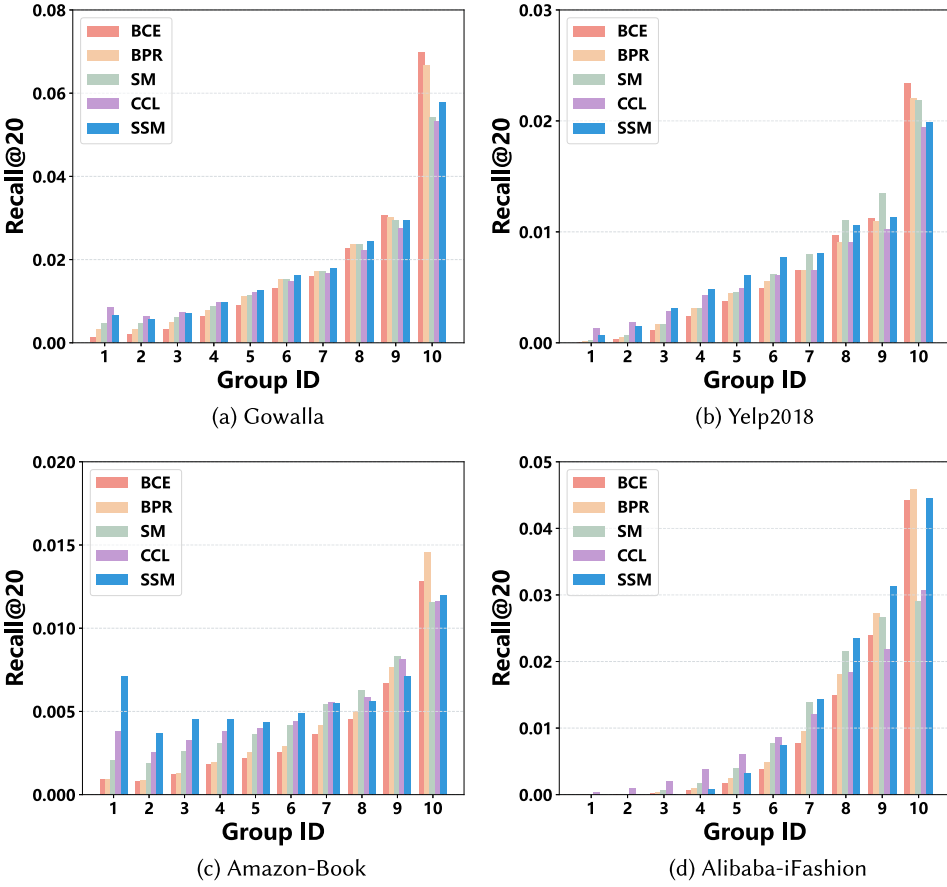 0.08
0.06
0.04
0.02
0.00
Recall@20
BCE
BPR
SM
CCL
SSM
1 2 3 4 5 6 7 8 9 10
Group ID
(a) Gowalla
0.03
0.02
0.01
0.00
Recall@20
BCE
BPR
SM
CCL
SSM
1 2 3 4 5 6 7 8 9 10
Group ID
(b) Yelp2018
0.020
0.015
0.010
0.005
0.000
Recall@20
BCE
BPR
SM
CCL
SSM
1 2 3 4 5 6 7 8 9 10
Group ID
(c) Amazon-Book
0.05
0.04
0.03
0.02
0.01
0.00
Recall@20
BCE
BPR
SM
CCL
SSM
1 2 3 4 5 6 7 8 9 10
Group ID
(d) Alibaba-iFashion